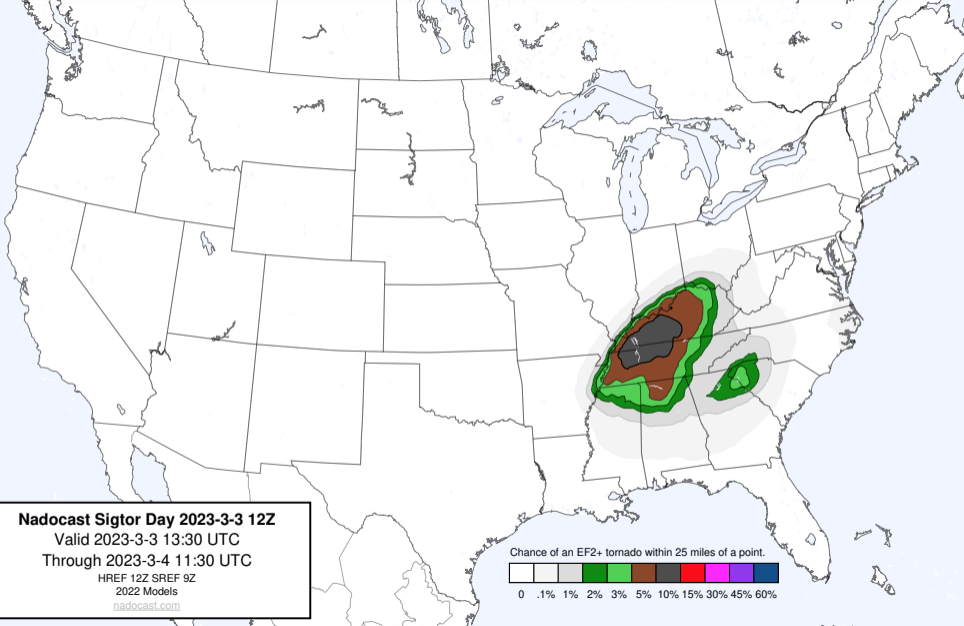 Nadocast Sigtor Day 2023-3-3 12Z
Valid 2023-3-3 13:30 UTC
Through 2023-3-4 11:30 UTC
HREF 12Z SREF 9Z
2022 Models
nadocast.com
Chance of an EF2+ tornado within 25 miles of a point.
0 .1% 1% 2% 3% 5% 10% 15% 30% 45% 60%